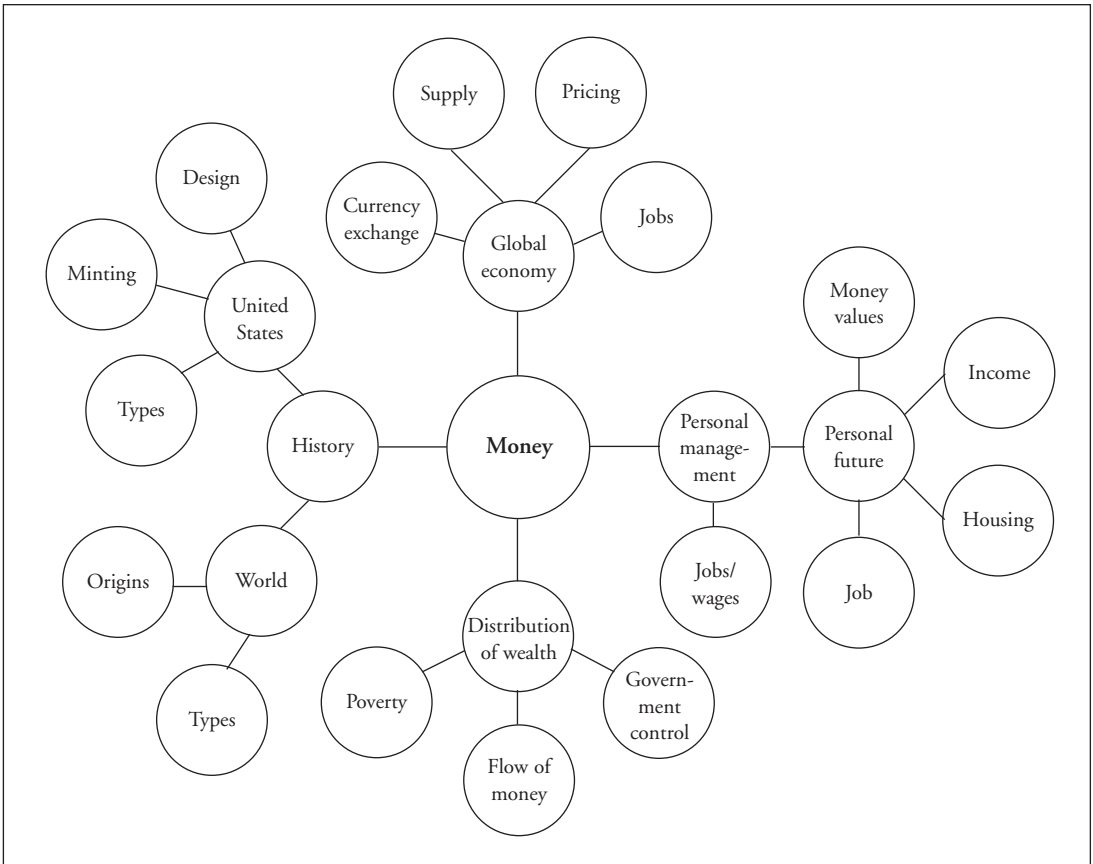 Supply
Pricing
Design
Currency
exchange
Jobs
Global
economy
Minting
United
States
Money
values
Types
Income
History
Money
Personal
manage-
ment
Personal
future
Housing
Origins
World
Jobs/
wages
Job
Distribution
of wealth
Poverty
Govern-
ment
control
Types
Flow of
money